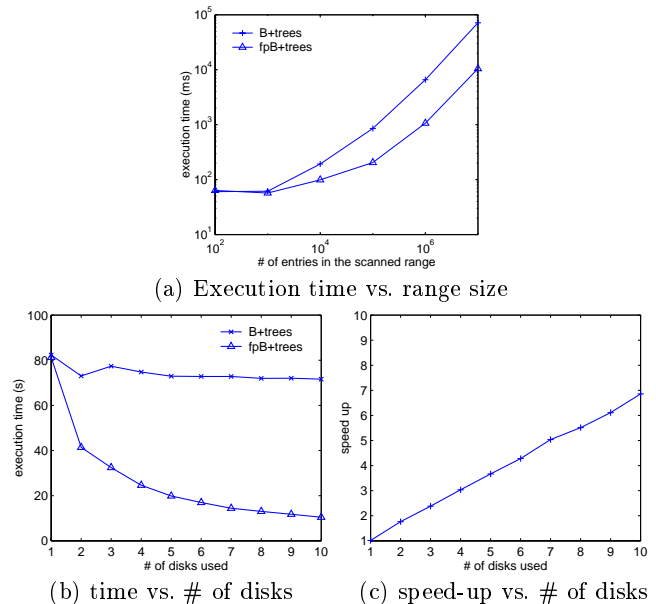 10^5
B+trees
fpB+trees
10^4
execution time (ms)
10^3
10^2
10^1
10^2 10^4 10^6
# of entries in the scanned range
(a) Execution time vs. range size
100
B+trees
fpB+trees
80
60
execution time (s)
40
20
0
1 2 3 4 5 6 7 8 9 10
# of disks used
(b) time vs. # of disks
10
9
8
7
6
speed up
5
4
3
2
1
1 2 3 4 5 6 7 8 9 10
# of disks used
(c) speed-up vs. # of disks